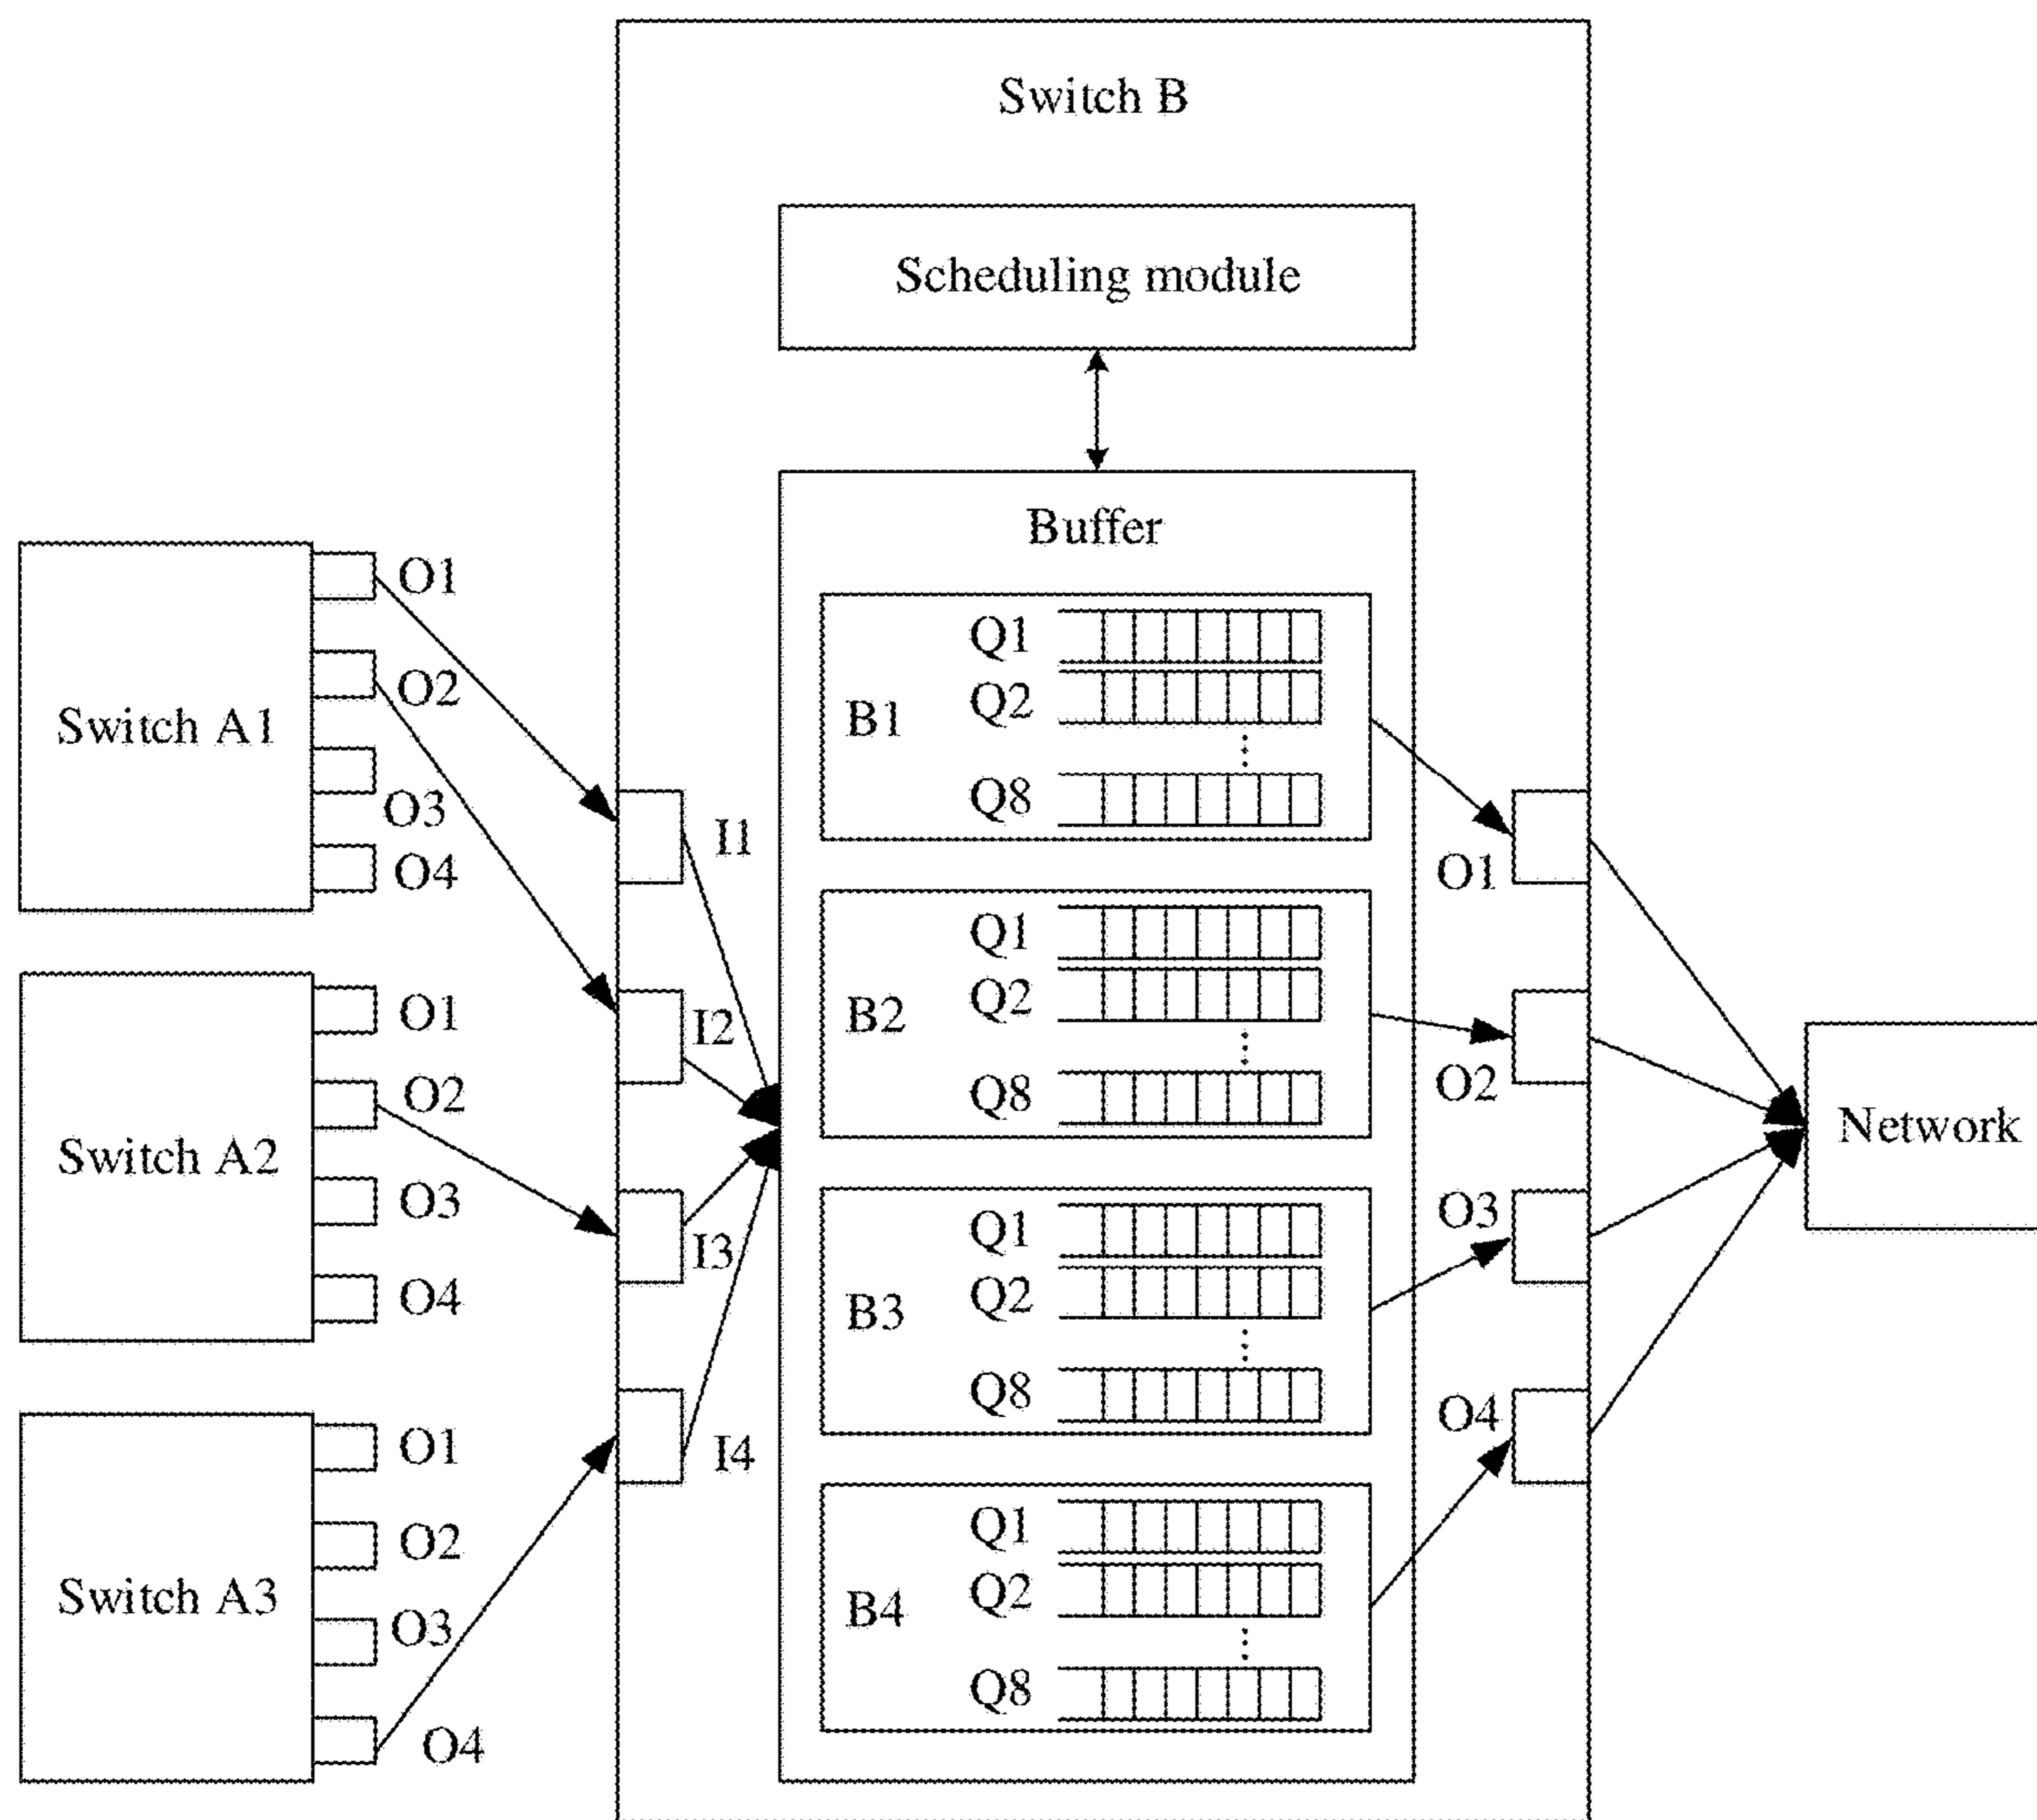 Switch B
Scheduling module
Buffer
Switch A1
O1
O2
O3
O4
Switch A2
O1
O2
O3
O4
Switch A3
O1
O2
O3
O4
I1
I2
I3
I4
B1
Q1
Q2
Q8
B2
Q1
Q2
Q8
B3
Q1
Q2
Q8
B4
Q1
Q2
Q8
O1
O2
O3
O4
Network